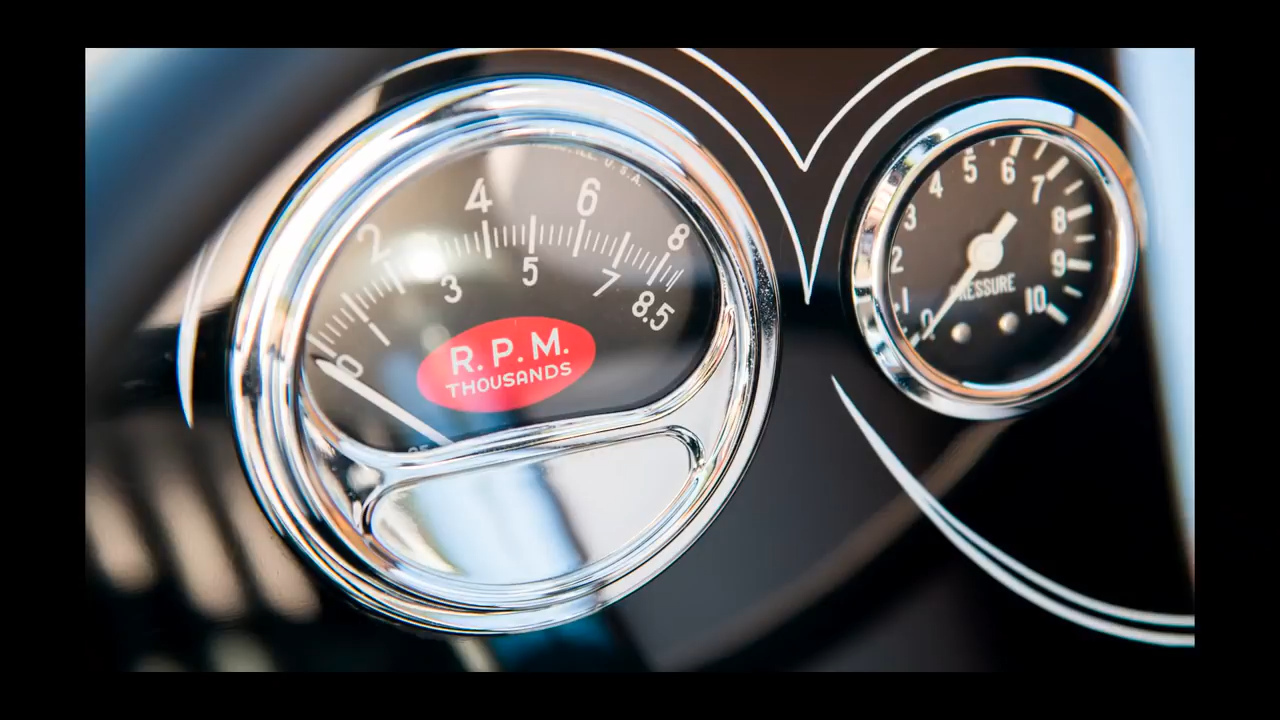 U.S.A.
0 1 2 3 4 5 6 7 8 8.5
R.P.M.
THOUSANDS
0 1 2 3 4 5 6 7 8 9 10
PRESSURE